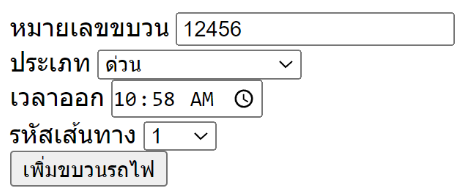 หมายเลขขบวน 12456
ประเภท ด่วน
เวลาออก 10:58 AM
รหัสเส้นทาง 1
เพิ่มขบวนรถไฟ